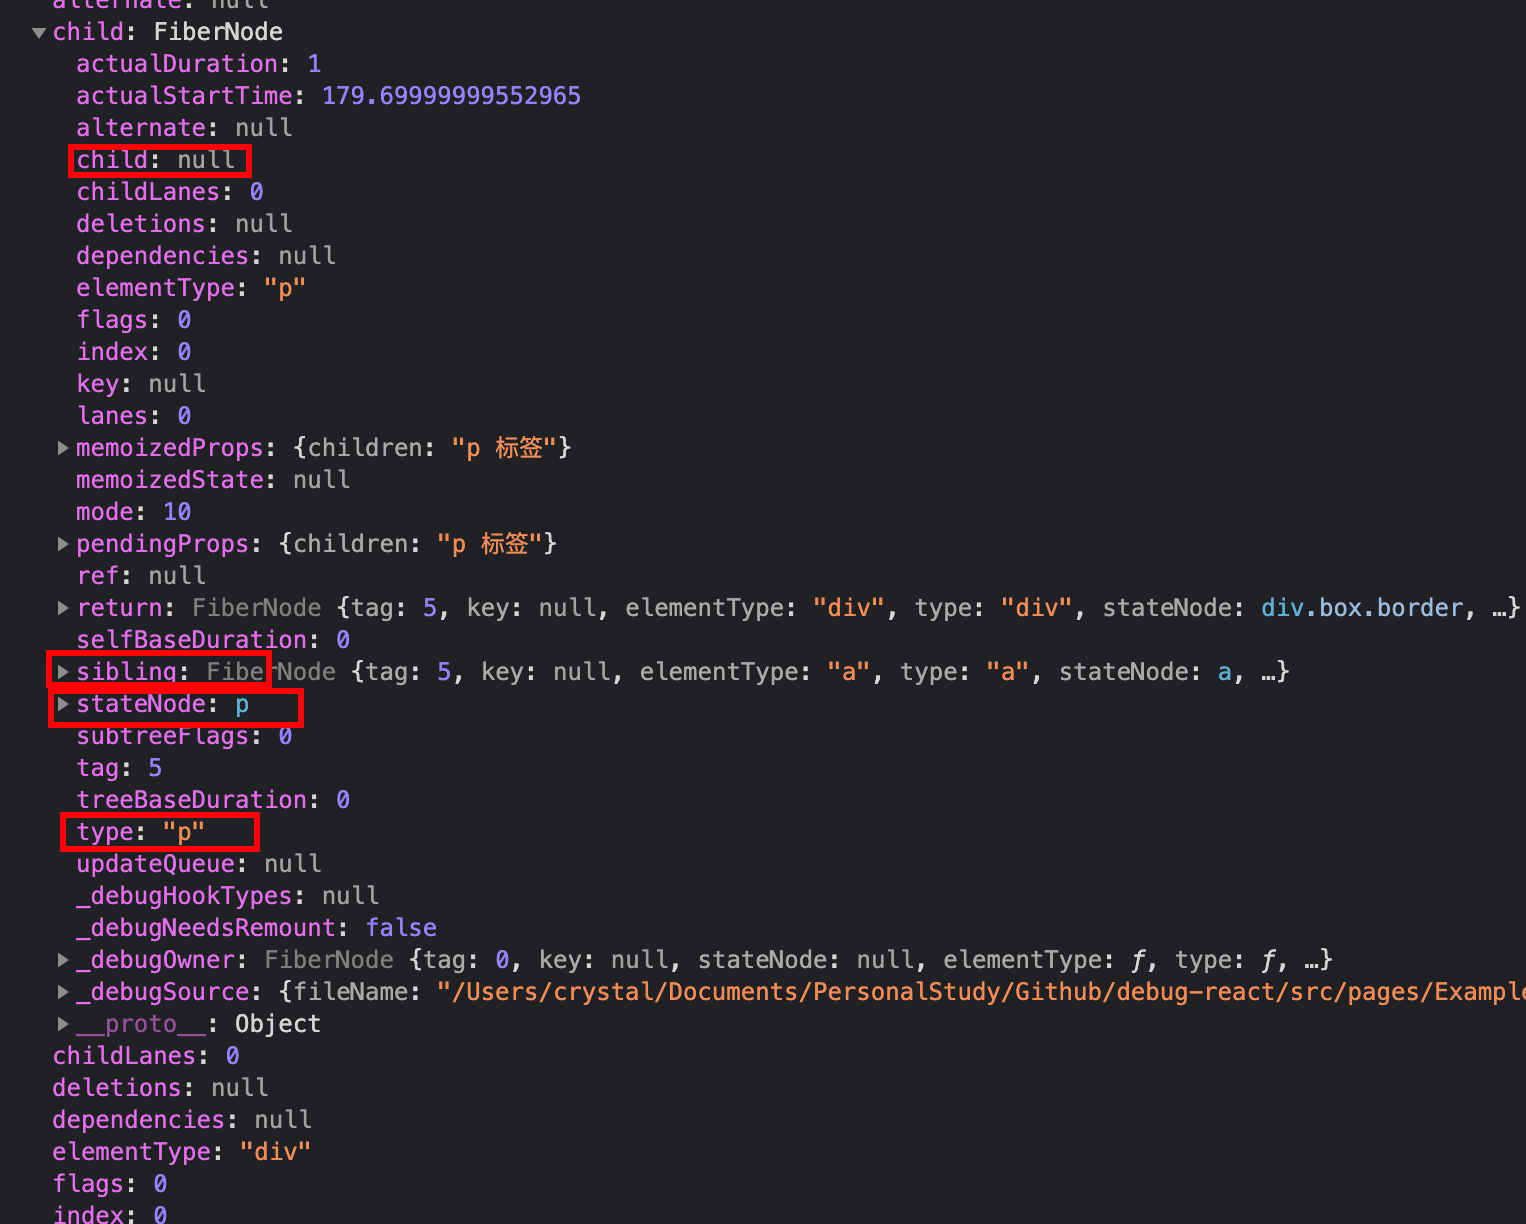 alternate: null
child: FiberNode
actualDuration: 1
actualStartTime: 179.69999999552965
alternate: null
child: null
childLanes: 0
deletions: null
dependencies: null
elementType: "p"
flags: 0
index: 0
key: null
lanes: 0
memoizedProps: {children: "p 标签"}
memoizedState: null
mode: 10
pendingProps: {children: "p 标签"}
ref: null
return: FiberNode {tag: 5, key: null, elementType: "div", type: "div", stateNode: div.box.border, …}
selfBaseDuration: 0
sibling: FiberNode {tag: 5, key: null, elementType: "a", type: "a", stateNode: a, …}
stateNode: p
subtreeFlags: 0
tag: 5
treeBaseDuration: 0
type: "p"
updateQueue: null
_debugHookTypes: null
_debugNeedsRemount: false
_debugOwner: FiberNode {tag: 0, key: null, stateNode: null, elementType: ƒ, type: ƒ, …}
_debugSource: {fileName: "/Users/crystal/Documents/PersonalStudy/Github/debug-react/src/pages/Example
__proto__: Object
childLanes: 0
deletions: null
dependencies: null
elementType: "div"
flags: 0
index: 0